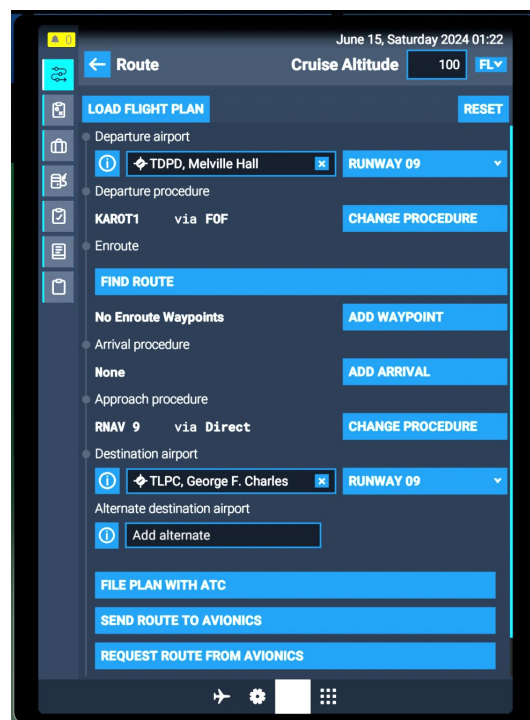 0
June 15, Saturday 2024 01:22
Route
Cruise Altitude 100 FL
LOAD FLIGHT PLAN RESET
Departure airport
TDPD, Melville Hall RUNWAY 09
Departure procedure
KAROT1 via FOF CHANGE PROCEDURE
Enroute
FIND ROUTE
No Enroute Waypoints ADD WAYPOINT
Arrival procedure
None ADD ARRIVAL
Approach procedure
RNAV 9 via Direct CHANGE PROCEDURE
Destination airport
TLPC, George F. Charles RUNWAY 09
Alternate destination airport
Add alternate
FILE PLAN WITH ATC
SEND ROUTE TO AVIONICS
REQUEST ROUTE FROM AVIONICS